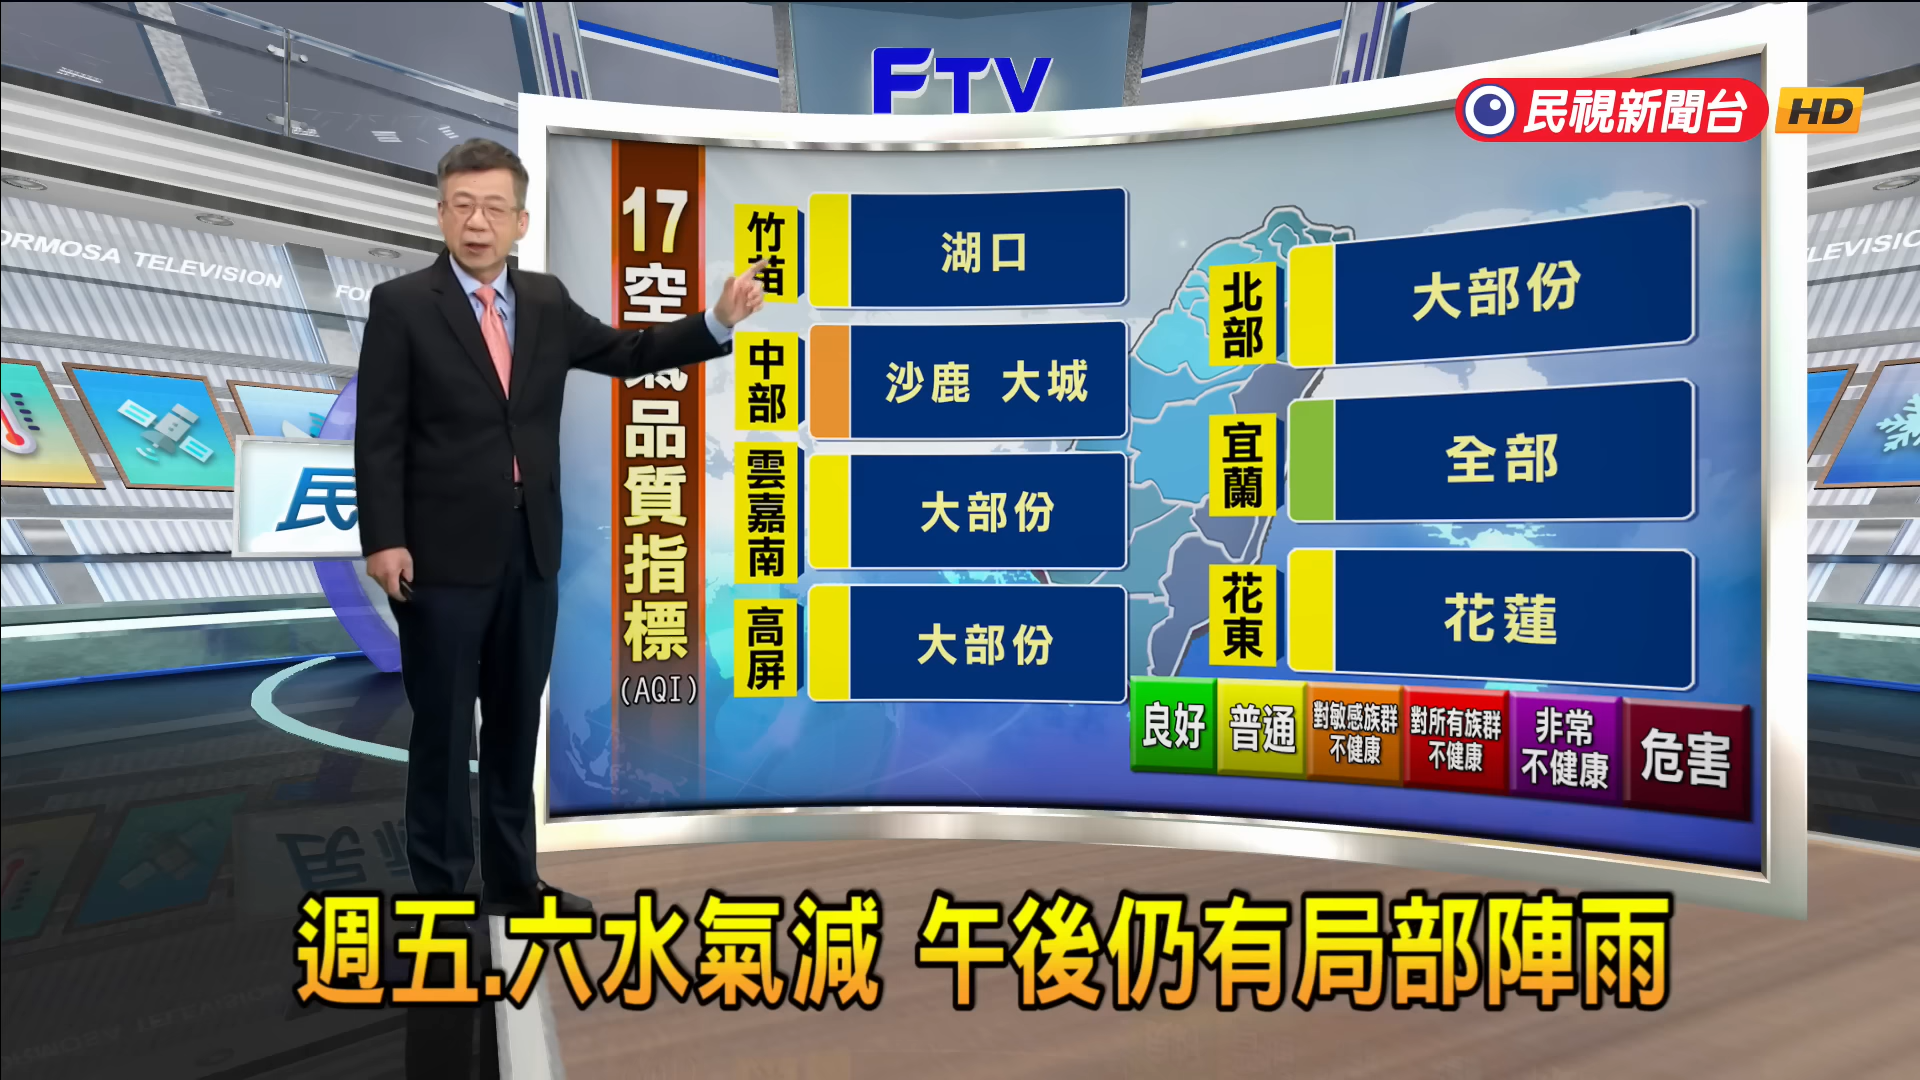 FTV
民視新聞台 HD
FORMOSA TELEVISION
17空氣品質指標
(AQI)
竹苗
湖口
中部
沙鹿 大城
雲嘉南
大部份
高屏
大部份
北部
大部份
宜蘭
全部
花東
花蓮
良好
普通
對敏感族群
不健康
對所有族群
不健康
非常
不健康
危害
週五.六水氣減 午後仍有局部陣雨